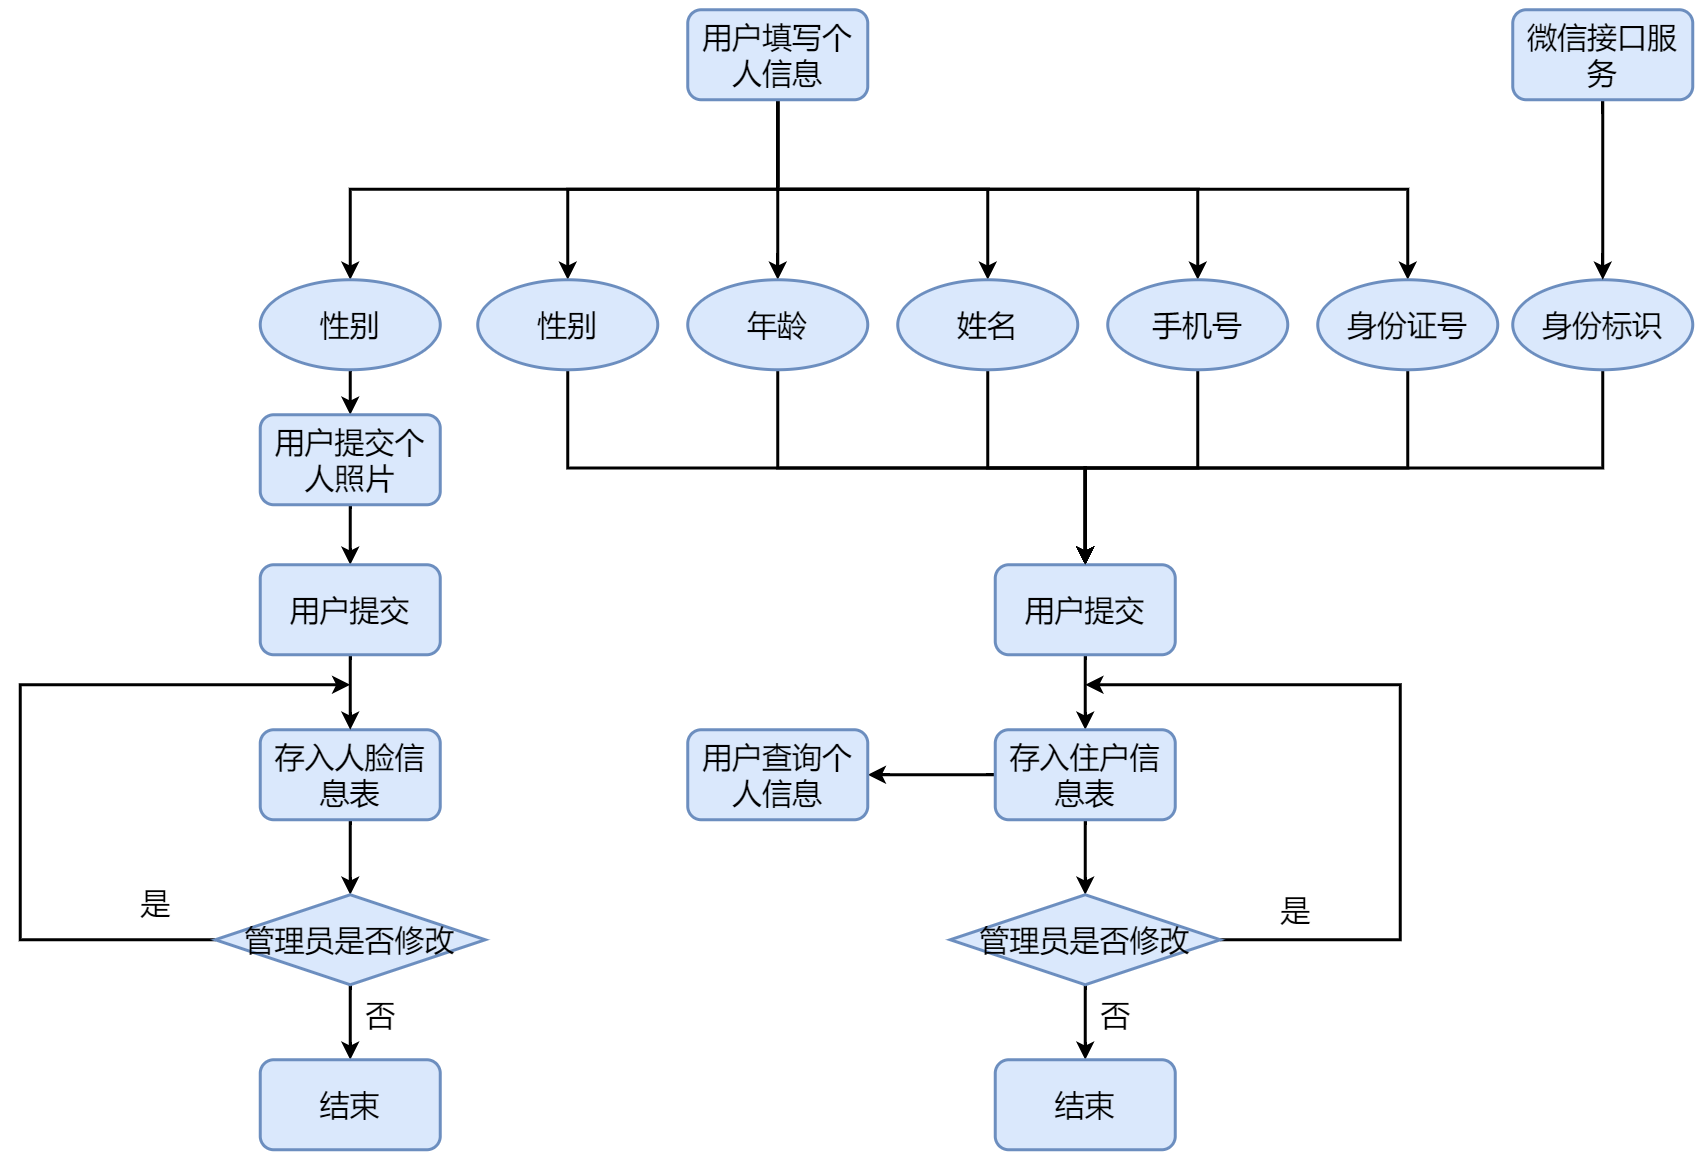 用户填写个
人信息
微信接口服
务
性别
性别
年龄
姓名
手机号
身份证号
身份标识
用户提交个
人照片
用户提交
用户提交
存入人脸信
息表
用户查询个
人信息
存入住户信
息表
是
是
管理员是否修改
管理员是否修改
否
否
结束
结束